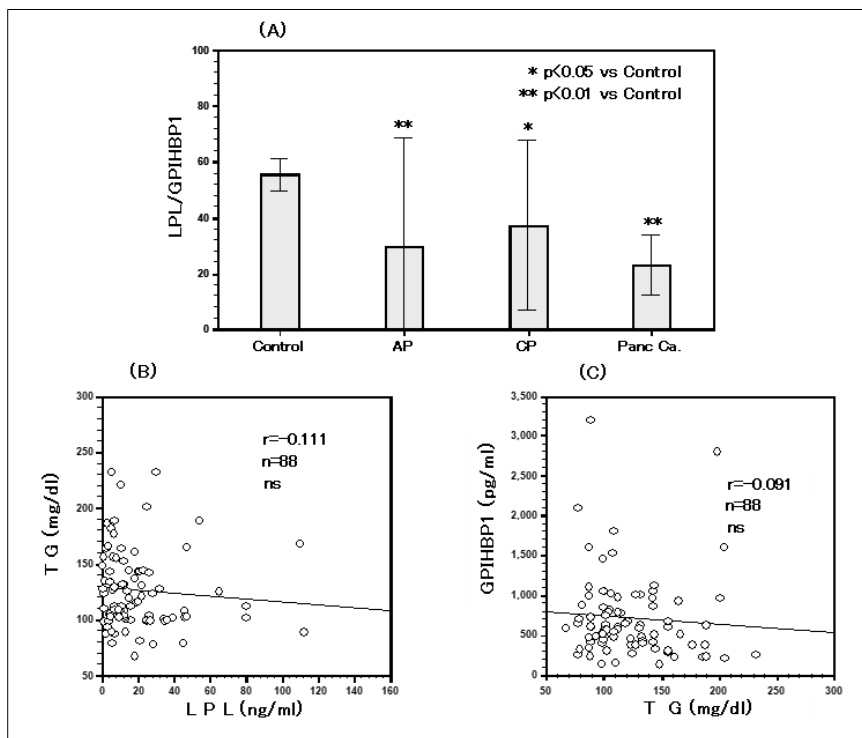 (A)
100
80
60
40
20
0
LPL/GPIHBP1
* p<0.05 vs Control
** p<0.01 vs Control
**
*
**
Control AP CP Panc Ca.
(B)
300
250
200
150
100
50
TG (mg/dl)
r=-0.111
n=88
ns
0 20 40 60 80 100 120 140 160
LPL (ng/ml)
(C)
3,500
3,000
2,500
2,000
1,500
1,000
500
0
GPIHBP1 (pg/ml)
r=-0.091
n=88
ns
50 100 150 200 250 300
TG (mg/dl)